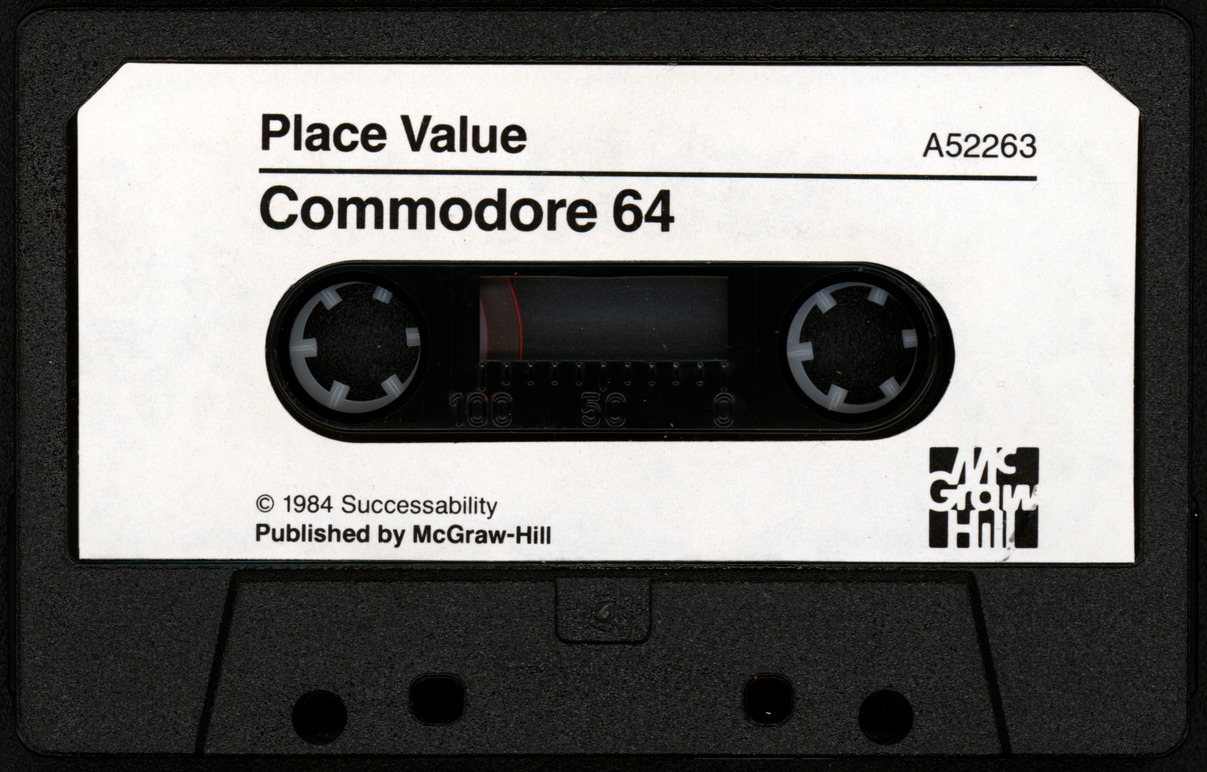 Place Value
A52263
Commodore 64
100 50 0
© 1984 Successability
Published by McGraw-Hill
Mc
Graw
Hill